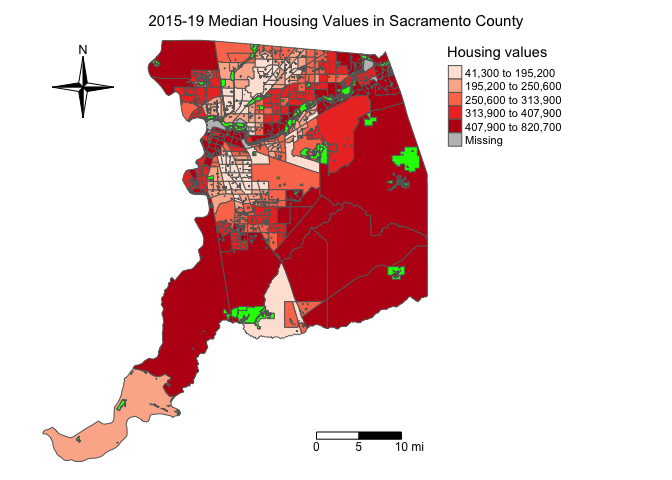 2015-19 Median Housing Values in Sacramento County
N
Housing values
41,300 to 195,200
195,200 to 250,600
250,600 to 313,900
313,900 to 407,900
407,900 to 820,700
Missing
0 5 10 mi